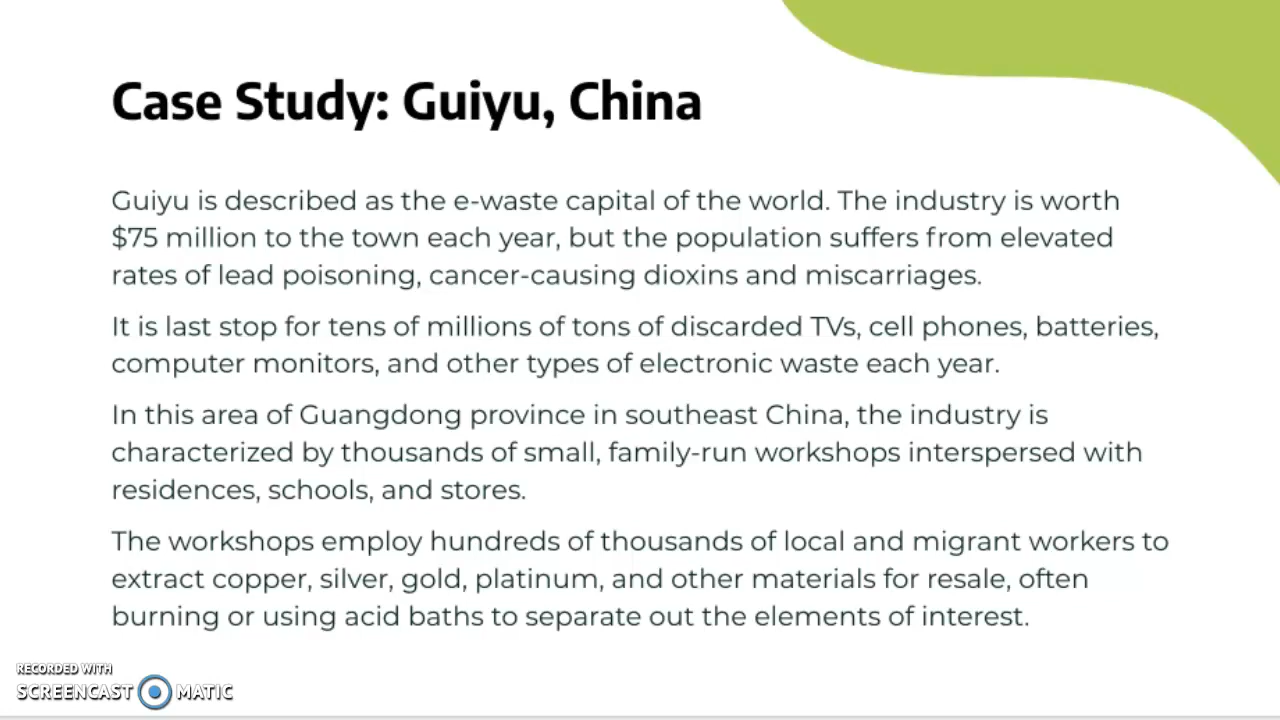 Case Study: Guiyu, China
Guiyu is described as the e-waste capital of the world. The industry is worth
$75 million to the town each year, but the population suffers from elevated
rates of lead poisoning, cancer-causing dioxins and miscarriages.
It is last stop for tens of millions of tons of discarded TVs, cell phones, batteries,
computer monitors, and other types of electronic waste each year.
In this area of Guangdong province in southeast China, the industry is
characterized by thousands of small, family-run workshops interspersed with
residences, schools, and stores.
The workshops employ hundreds of thousands of local and migrant workers to
extract copper, silver, gold, platinum, and other materials for resale, often
burning or using acid baths to separate out the elements of interest.
RECORDED WITH
SCREENCAST MATIC